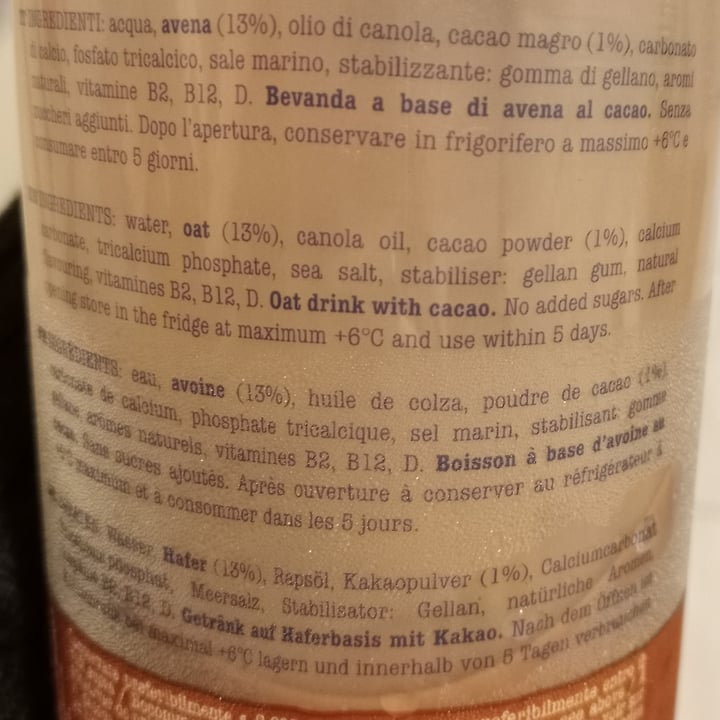 IT INGREDIENTI: acqua, avena (13%), olio di canola, cacao magro (1%), carbonato
di calcio, fosfato tricalcico, sale marino, stabilizzante: gomma di gellano, aromi
naturali, vitamine B2, B12, D. Bevanda a base di avena al cacao. Senza
zuccheri aggiunti. Dopo l'apertura, conservare in frigorifero a massimo +6°C e
consumare entro 5 giorni.
INGREDIENTS: water, oat (13%), canola oil, cacao powder (1%), calcium
carbonate, tricalcium phosphate, sea salt, stabiliser: gellan gum, natural
flavouring, vitamins B2, B12, D. Oat drink with cacao. No added sugars. After
opening store in the fridge at maximum +6°C and use within 5 days.
INGRÉDIENTS: eau, avoine (13%), huile de colza, poudre de cacao (1%),
carbonate de calcium, phosphate tricalcique, sel marin, stabilisant: gomme
gellane, arômes naturels, vitamines B2, B12, D. Boisson à base d'avoine au
cacao. Sans sucres ajoutés. Après ouverture à conserver au réfrigérateur à
+6°C maximum et à consommer dans les 5 jours.
Wasser, Hafer (13%), Rapsöl, Kakaopulver (1%), Calciumcarbonat
phosphat, Meersalz, Stabilisator: Gellan, natürliche Aromen,
B2, B12, D. Getränk auf Haferbasis mit Kakao. Nach dem Öffnen
bei maximal +6°C lagern und innerhalb von 5 Tagen verbrauchen